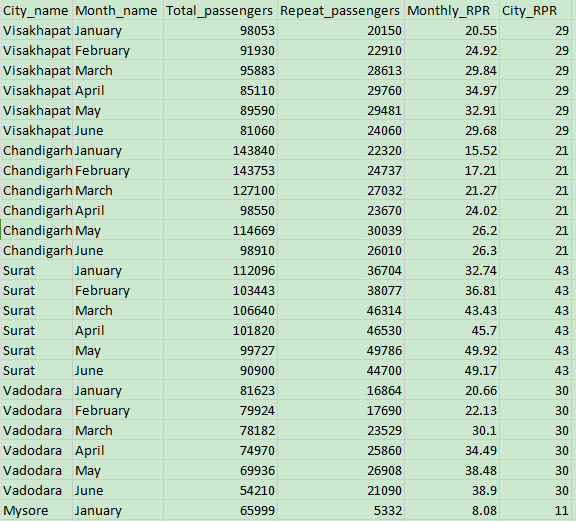 City_name Month_name Total_passengers Repeat_passengers Monthly_RPR City_RPR
Visakhapat January 98053 20150 20.55 29
Visakhapat February 91930 22910 24.92 29
Visakhapat March 95883 28613 29.84 29
Visakhapat April 85110 29760 34.97 29
Visakhapat May 89590 29481 32.91 29
Visakhapat June 81060 24060 29.68 29
Chandigarh January 143840 22320 15.52 21
Chandigarh February 143753 24737 17.21 21
Chandigarh March 127100 27032 21.27 21
Chandigarh April 98550 23670 24.02 21
Chandigarh May 114669 30039 26.2 21
Chandigarh June 98910 26010 26.3 21
Surat January 112096 36704 32.74 43
Surat February 103443 38077 36.81 43
Surat March 106640 46314 43.43 43
Surat April 101820 46530 45.7 43
Surat May 99727 49786 49.92 43
Surat June 90900 44700 49.17 43
Vadodara January 81623 16864 20.66 30
Vadodara February 79924 17690 22.13 30
Vadodara March 78182 23529 30.1 30
Vadodara April 74970 25860 34.49 30
Vadodara May 69936 26908 38.48 30
Vadodara June 54210 21090 38.9 30
Mysore January 65999 5332 8.08 11